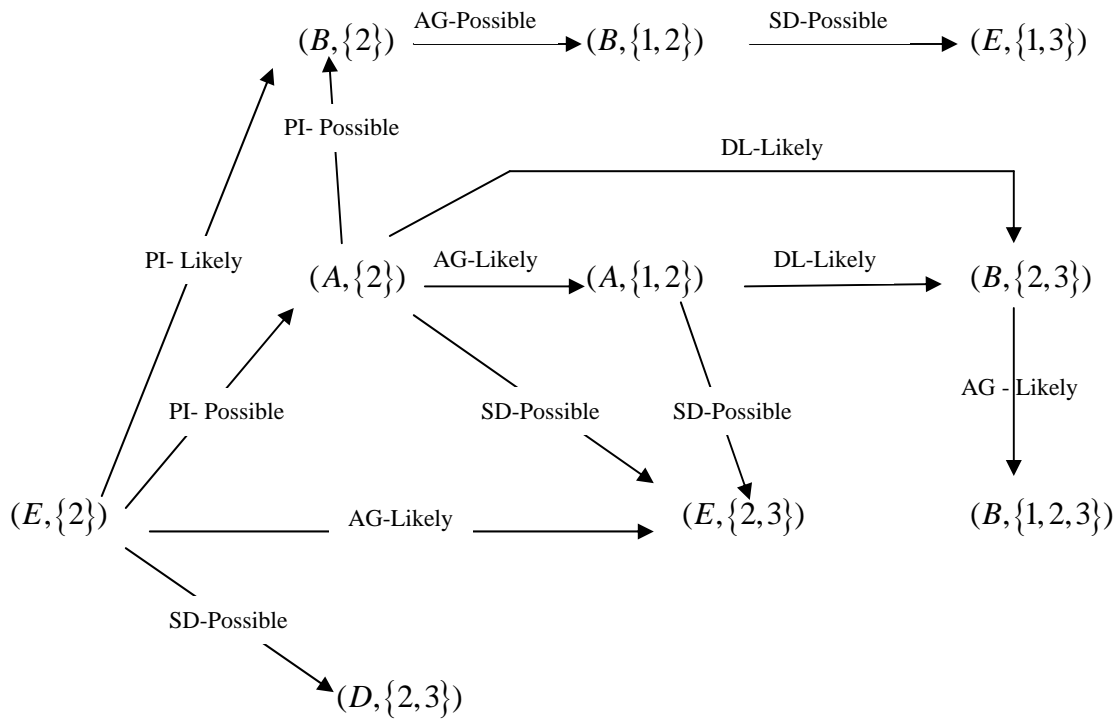 (B,{2})
AG-Possible
(B,{1,2})
SD-Possible
(E,{1,3})
PI- Possible
DL-Likely
PI- Likely
(A,{2})
AG-Likely
(A,{1,2})
DL-Likely
(B,{2,3})
PI- Possible
SD-Possible
SD-Possible
AG - Likely
(E,{2})
AG-Likely
(E,{2,3})
(B,{1,2,3})
SD-Possible
(D,{2,3})